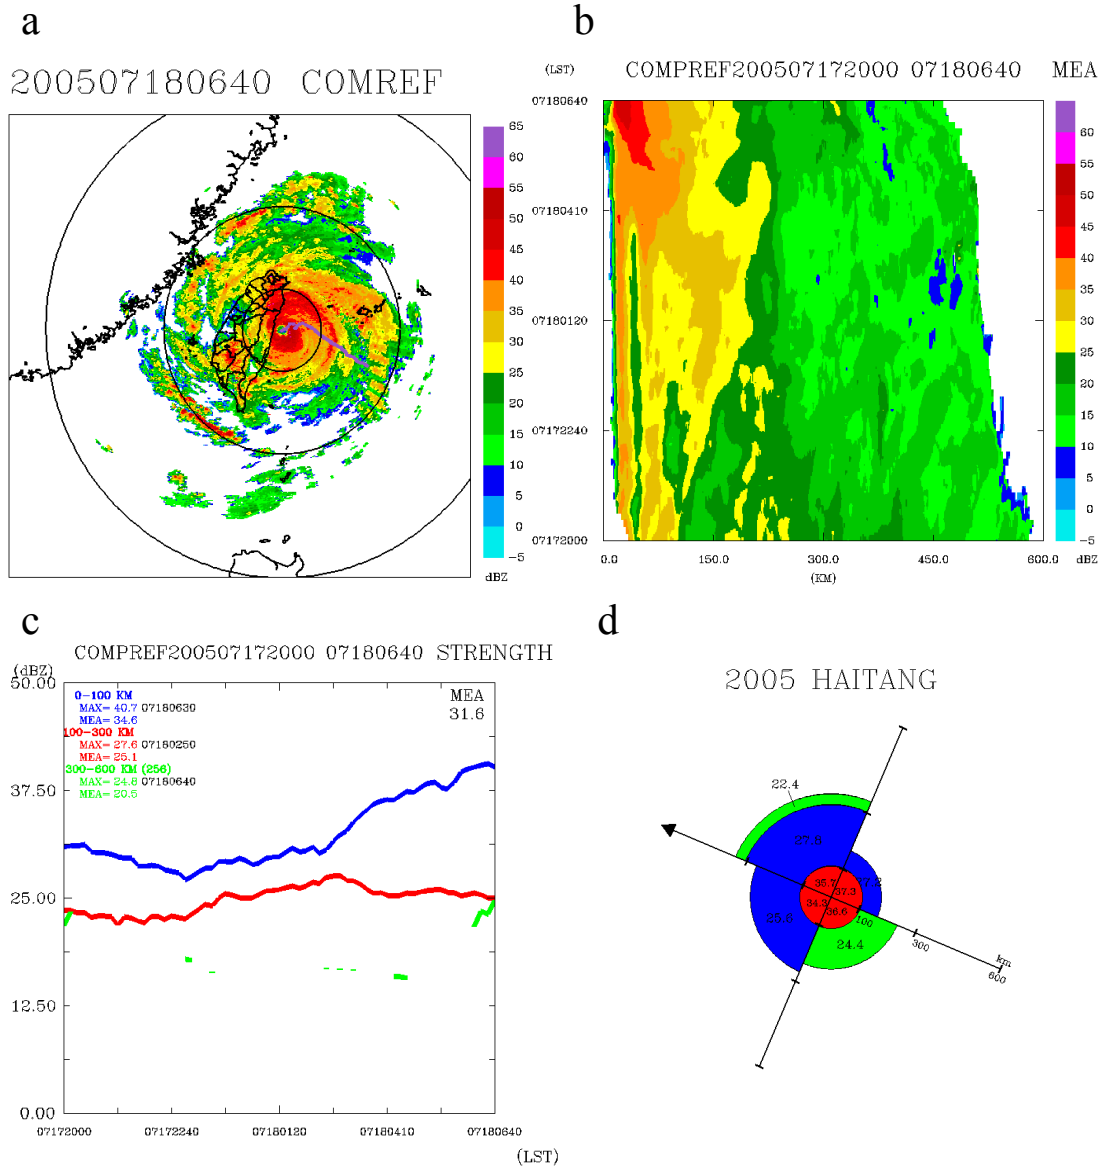 a
200507180640 COMREF
65
60
55
50
45
40
35
30
25
20
15
10
5
0
-5
dBZ
b
(LST)
COMPREF200507172000 07180640 MEA
07180640
07180410
07180120
07172240
07172000
0.0 150.0 300.0 450.0 600.0
(KM)
60
55
50
45
40
35
30
25
20
15
10
5
0
-5
dBZ
c
COMPREF200507172000 07180640 STRENGTH
(dBZ)
50.00
37.50
25.00
12.50
0.00
0-100 KM
MAX= 40.7 07180630
MEA= 34.6
100-300 KM
MAX= 27.6 07180250
MEA= 25.1
300-600 KM (256)
MAX= 24.8 07180640
MEA= 20.5
MEA
31.6
07172000 07172240 07180120 07180410 07180640
(LST)
d
2005 HAITANG
22.4
27.8
35.7
37.3
34.3
36.6
25.6
24.4
100
300
km
600